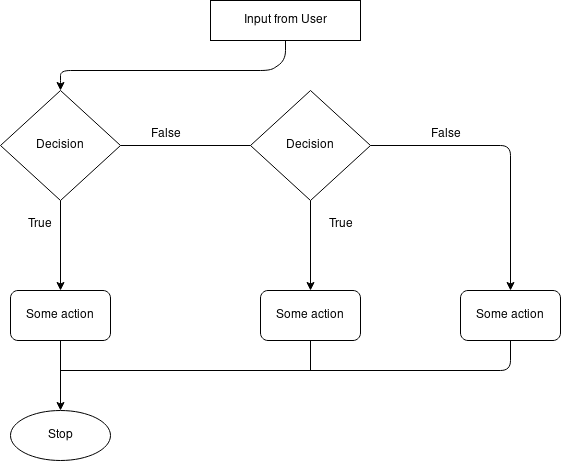 Input from User
Decision
False
Decision
False
True
True
Some action
Some action
Some action
Stop